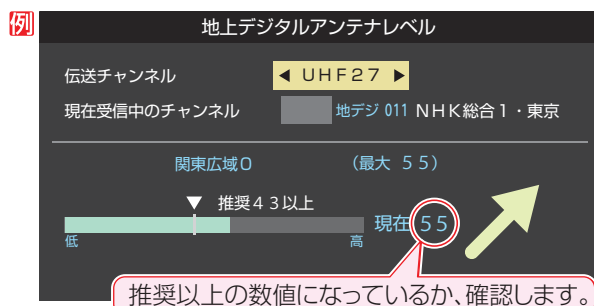 例
地上デジタルアンテナレベル
伝送チャンネル ◀ UHF27 ▶
現在受信中のチャンネル 地デジ 011 NHK総合1・東京
関東広域0 (最大 55)
▼ 推奨43以上
現在 55
低 高
推奨以上の数値になっているか、確認します。